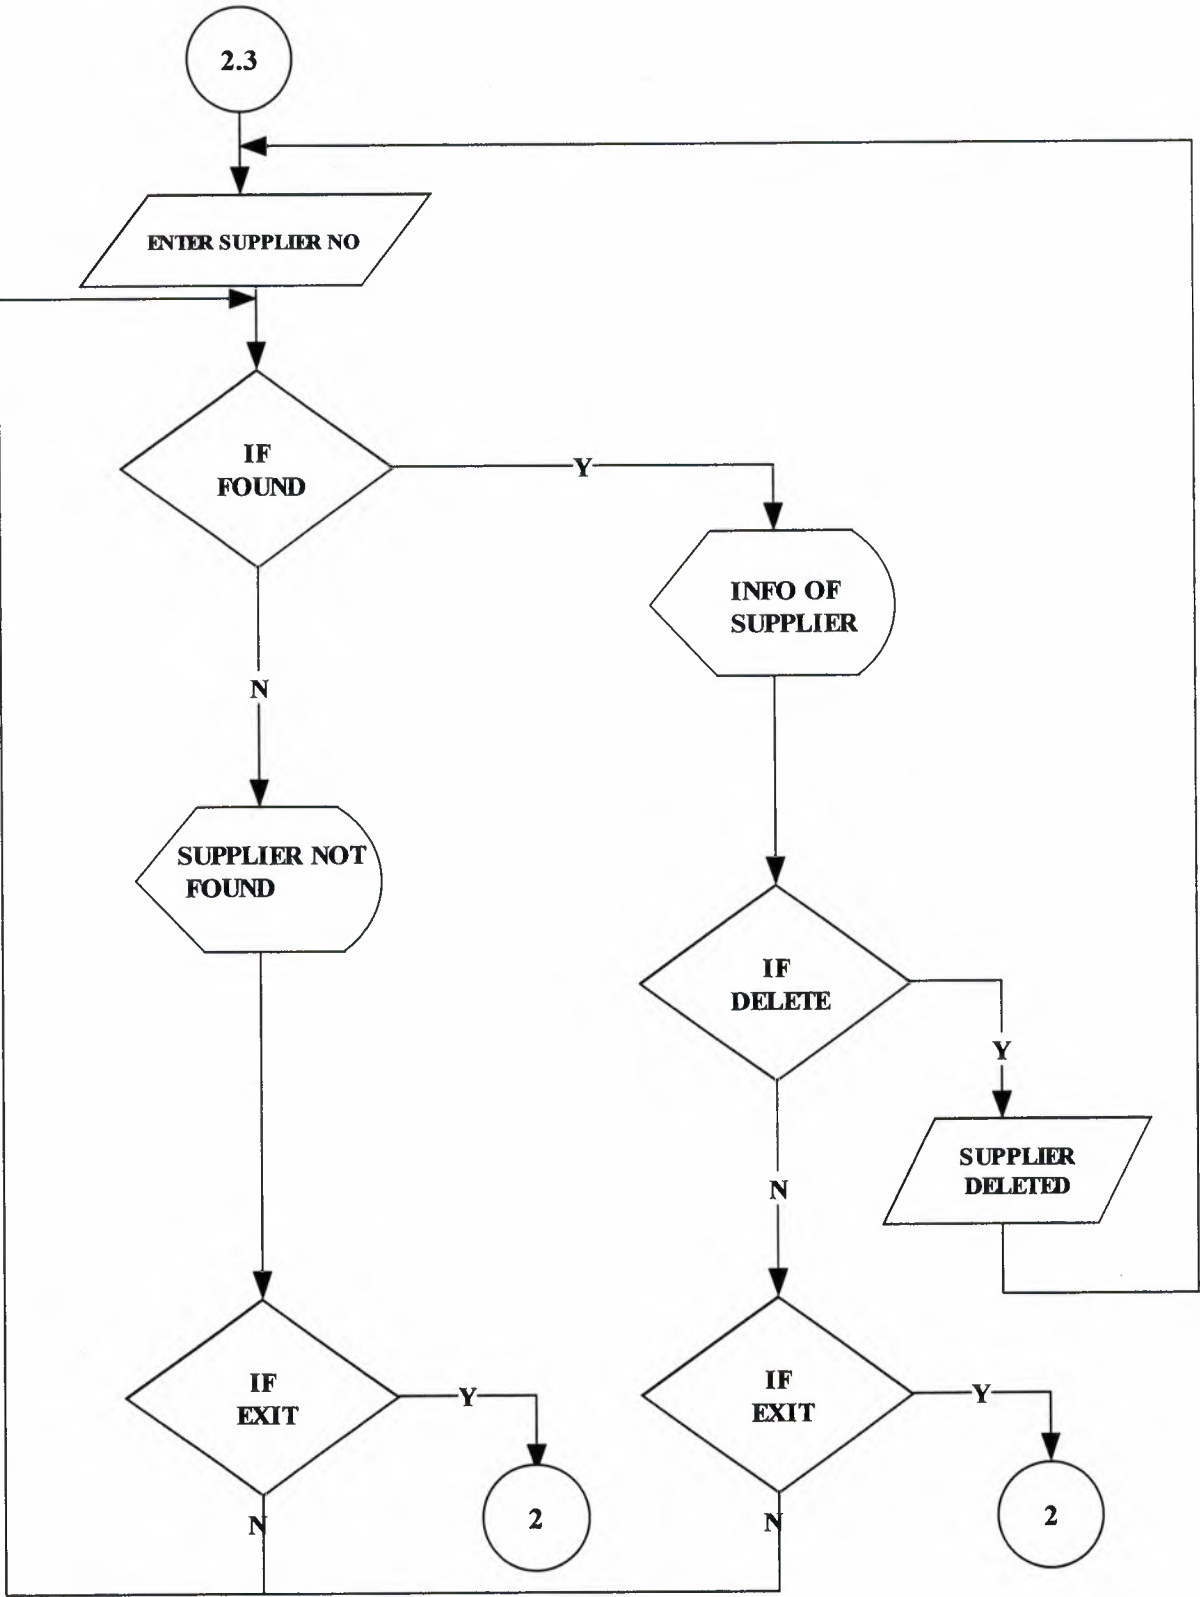 2.3
ENTER SUPPLIER NO
IF
FOUND
Y
INFO OF
SUPPLIER
N
SUPPLIER NOT
FOUND
IF
DELETE
Y
SUPPLIER
DELETED
N
IF
EXIT
Y
2
N
IF
EXIT
Y
2
N